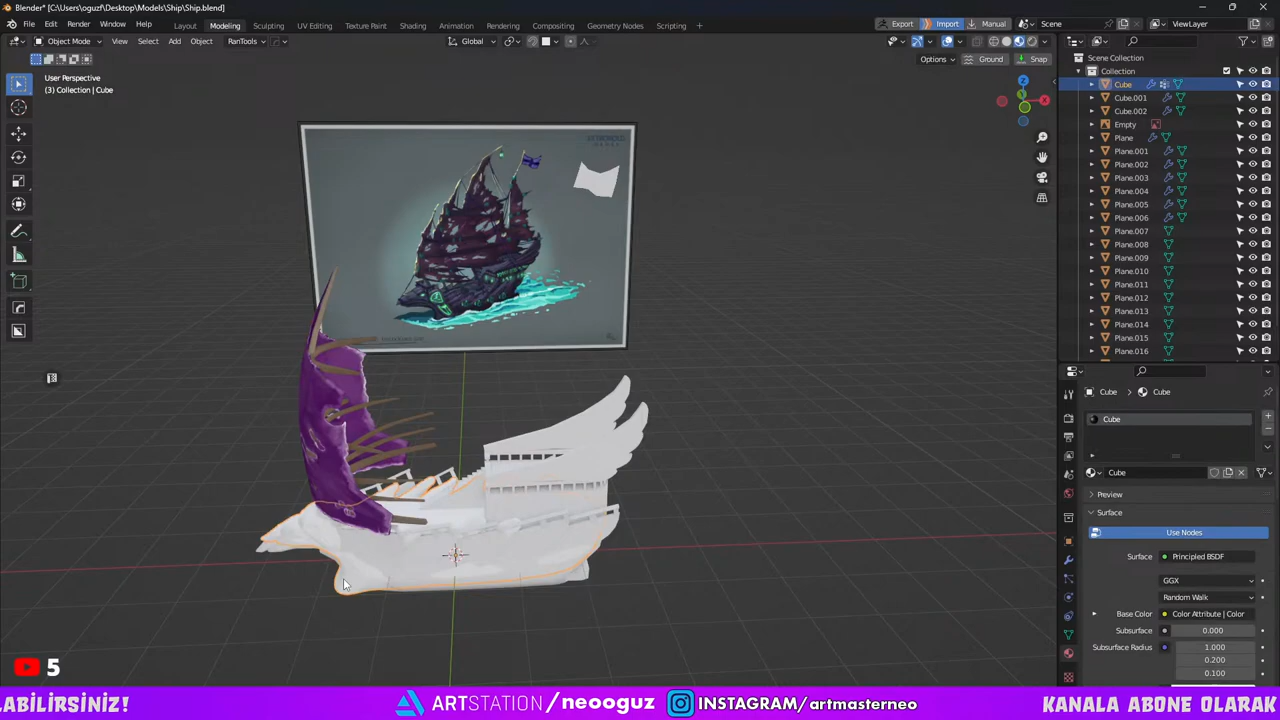 Blender* [C:\Users\oguzf\Desktop\Models\Ship\Ship.blend]
File Edit Render Window Help Layout Modeling Sculpting UV Editing Texture Paint Shading Animation Rendering Compositing Geometry Nodes Scripting + Export Import Manual Scene ViewLayer
Object Mode View Select Add Object RanTools Global
Options Ground Snap
User Perspective
(3) Collection | Cube
Scene Collection
Collection
Cube
Cube.001
Cube.002
Empty
Plane
Plane.001
Plane.002
Plane.003
Plane.004
Plane.005
Plane.006
Plane.007
Plane.008
Plane.009
Plane.010
Plane.011
Plane.012
Plane.013
Plane.014
Plane.015
Plane.016
Cube Cube
Cube
Cube
Preview
Surface
Use Nodes
Surface Principled BSDF
GGX
Random Walk
Base Color Color Attribute | Color
Subsurface 0.000
Subsurface Radius 1.000
0.200
0.100
Z
Y
X
5
ABİLİRSİNİZ! ARTSTATION/neooguz INSTAGRAM/artmasterneo KANALA ABONE OLARAK